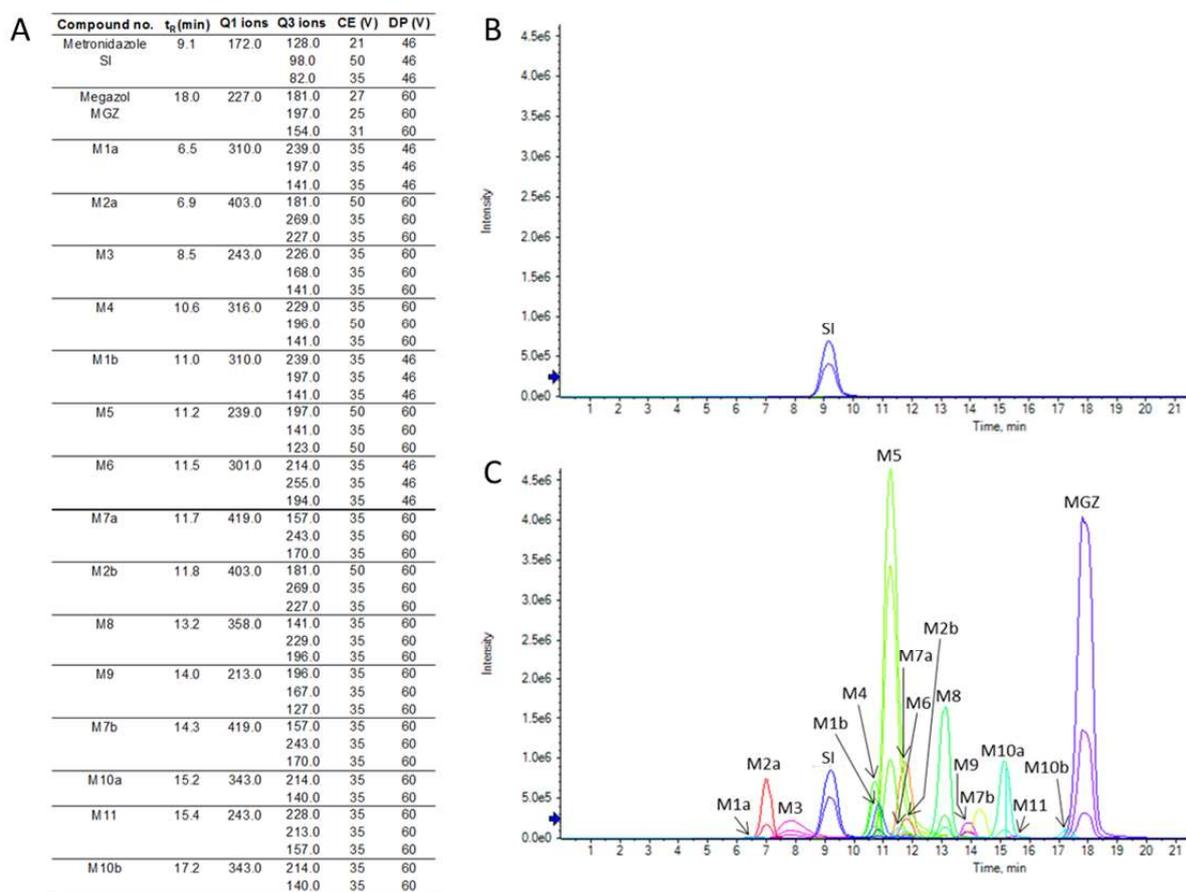 A
Compound no. tR(min) Q1 ions Q3 ions CE (V) DP (V)
Metronidazole 9.1 172.0 128.0 21 46
SI 98.0 50 46
82.0 35 46
Megazol 18.0 227.0 181.0 27 60
MGZ 197.0 25 60
154.0 31 60
M1a 6.5 310.0 239.0 35 46
197.0 35 46
141.0 35 46
M2a 6.9 403.0 181.0 50 60
269.0 35 60
227.0 35 60
M3 8.5 243.0 226.0 35 60
168.0 35 60
141.0 35 60
M4 10.6 316.0 229.0 35 60
196.0 50 60
141.0 35 60
M1b 11.0 310.0 239.0 35 46
197.0 35 46
141.0 35 46
M5 11.2 239.0 197.0 50 60
141.0 35 60
123.0 50 60
M6 11.5 301.0 214.0 35 46
255.0 35 46
194.0 35 46
M7a 11.7 419.0 157.0 35 60
243.0 35 60
170.0 35 60
M2b 11.8 403.0 181.0 50 60
269.0 35 60
227.0 35 60
M8 13.2 358.0 141.0 35 60
229.0 35 60
196.0 35 60
M9 14.0 213.0 196.0 35 60
167.0 35 60
127.0 35 60
M7b 14.3 419.0 157.0 35 60
243.0 35 60
170.0 35 60
M10a 15.2 343.0 214.0 35 60
140.0 35 60
M11 15.4 243.0 228.0 35 60
213.0 35 60
157.0 35 60
M10b 17.2 343.0 214.0 35 60
140.0 35 60
B
4.5e6
4.0e6
3.5e6
3.0e6
2.5e6
2.0e6
1.5e6
1.0e6
5.0e5
0.0e0
Intensity
SI
1 2 3 4 5 6 7 8 9 10 11 12 13 14 15 16 17 18 19 20 21
Time, min
C
4.5e6
4.0e6
3.5e6
3.0e6
2.5e6
2.0e6
1.5e6
1.0e6
5.0e5
0.0e0
Intensity
M5
MGZ
M2b
M7a
M4
M6
M8
M1b
SI
M10a
M2a
M9
M10b
M1a
M3
M7b
M11
1 2 3 4 5 6 7 8 9 10 11 12 13 14 15 16 17 18 19 20 21
Time, min